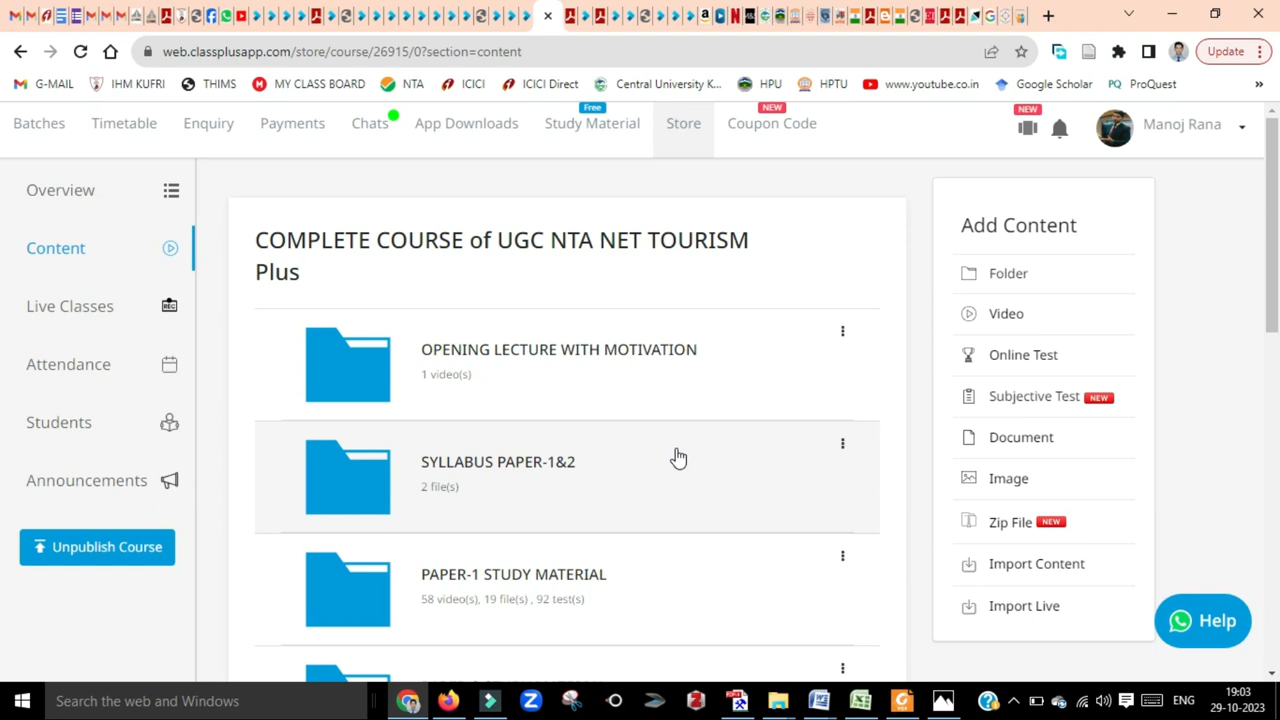 web.classplusapp.com/store/course/26915/0?section=content
Update
G-MAIL
IHM KUFRI
THIMS
MY CLASS BOARD
NTA
ICICI
ICICI Direct
Central University K...
HPU
HPTU
www.youtube.co.in
Google Scholar
PQ ProQuest
»
Batches
Timetable
Enquiry
Payments
Chats
App Downloads
Free
Study Material
Store
NEW
Coupon Code
NEW
Manoj Rana
Overview
Content
Live Classes
REC
Attendance
Students
Announcements
Unpublish Course
COMPLETE COURSE of UGC NTA NET TOURISM
Plus
OPENING LECTURE WITH MOTIVATION
1 video(s)
SYLLABUS PAPER-1&2
2 file(s)
PAPER-1 STUDY MATERIAL
58 video(s), 19 file(s) , 92 test(s)
Add Content
Folder
Video
Online Test
Subjective Test NEW
Document
Image
Zip File NEW
Import Content
Import Live
Help
Search the web and Windows
ENG
19:03
29-10-2023